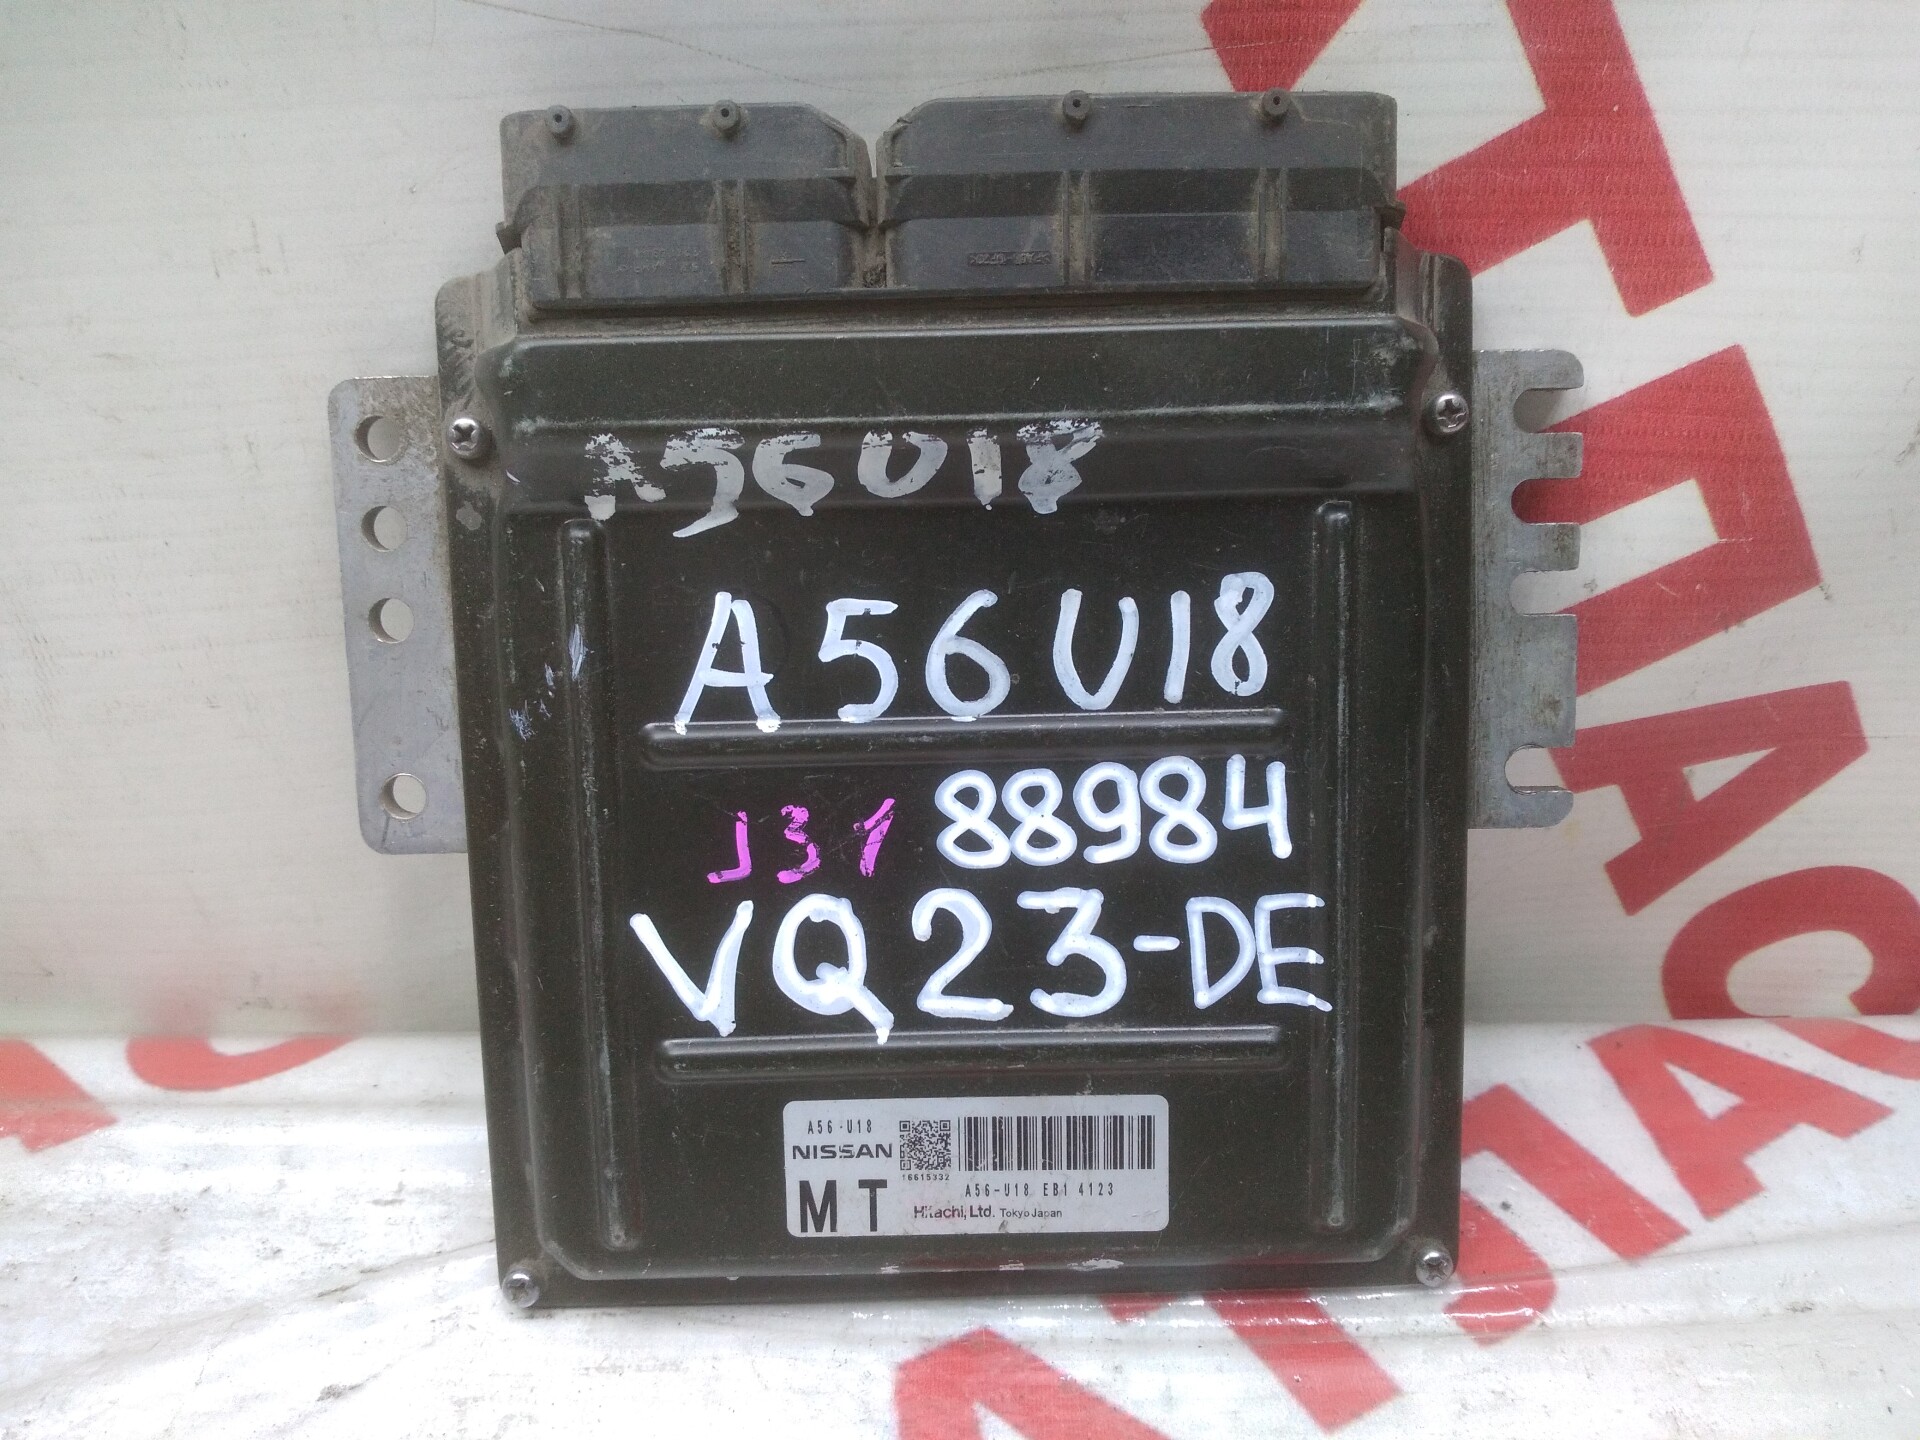 A56U18
A56U18
J31 88984
VQ23-DE
A56-U18
NISSAN
16615332
A56-U18 EB1 4123
MT
Hitachi, Ltd. Tokyo Japan